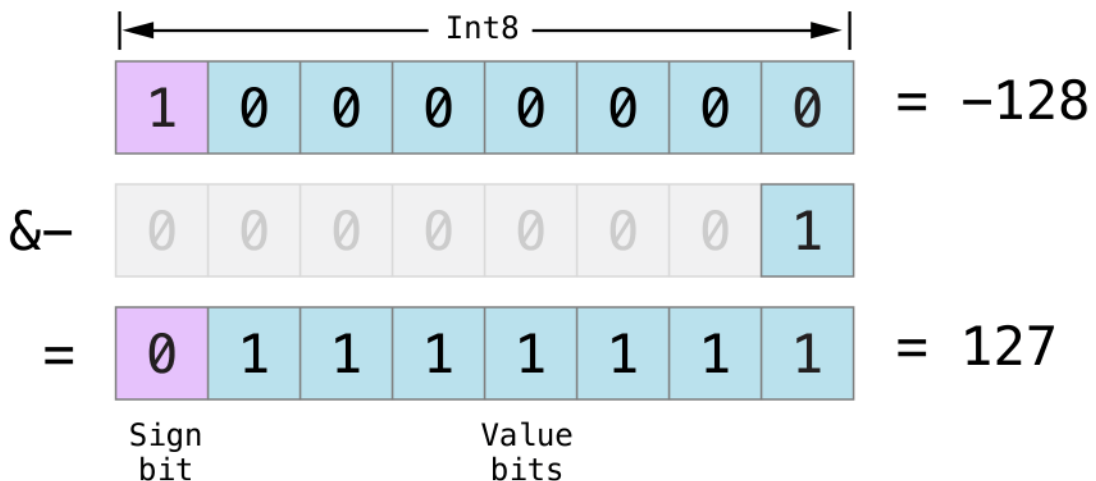 Int8
1 0 0 0 0 0 0 0 = -128
&- 0 0 0 0 0 0 0 1
= 0 1 1 1 1 1 1 1 = 127
Sign bit
Value bits